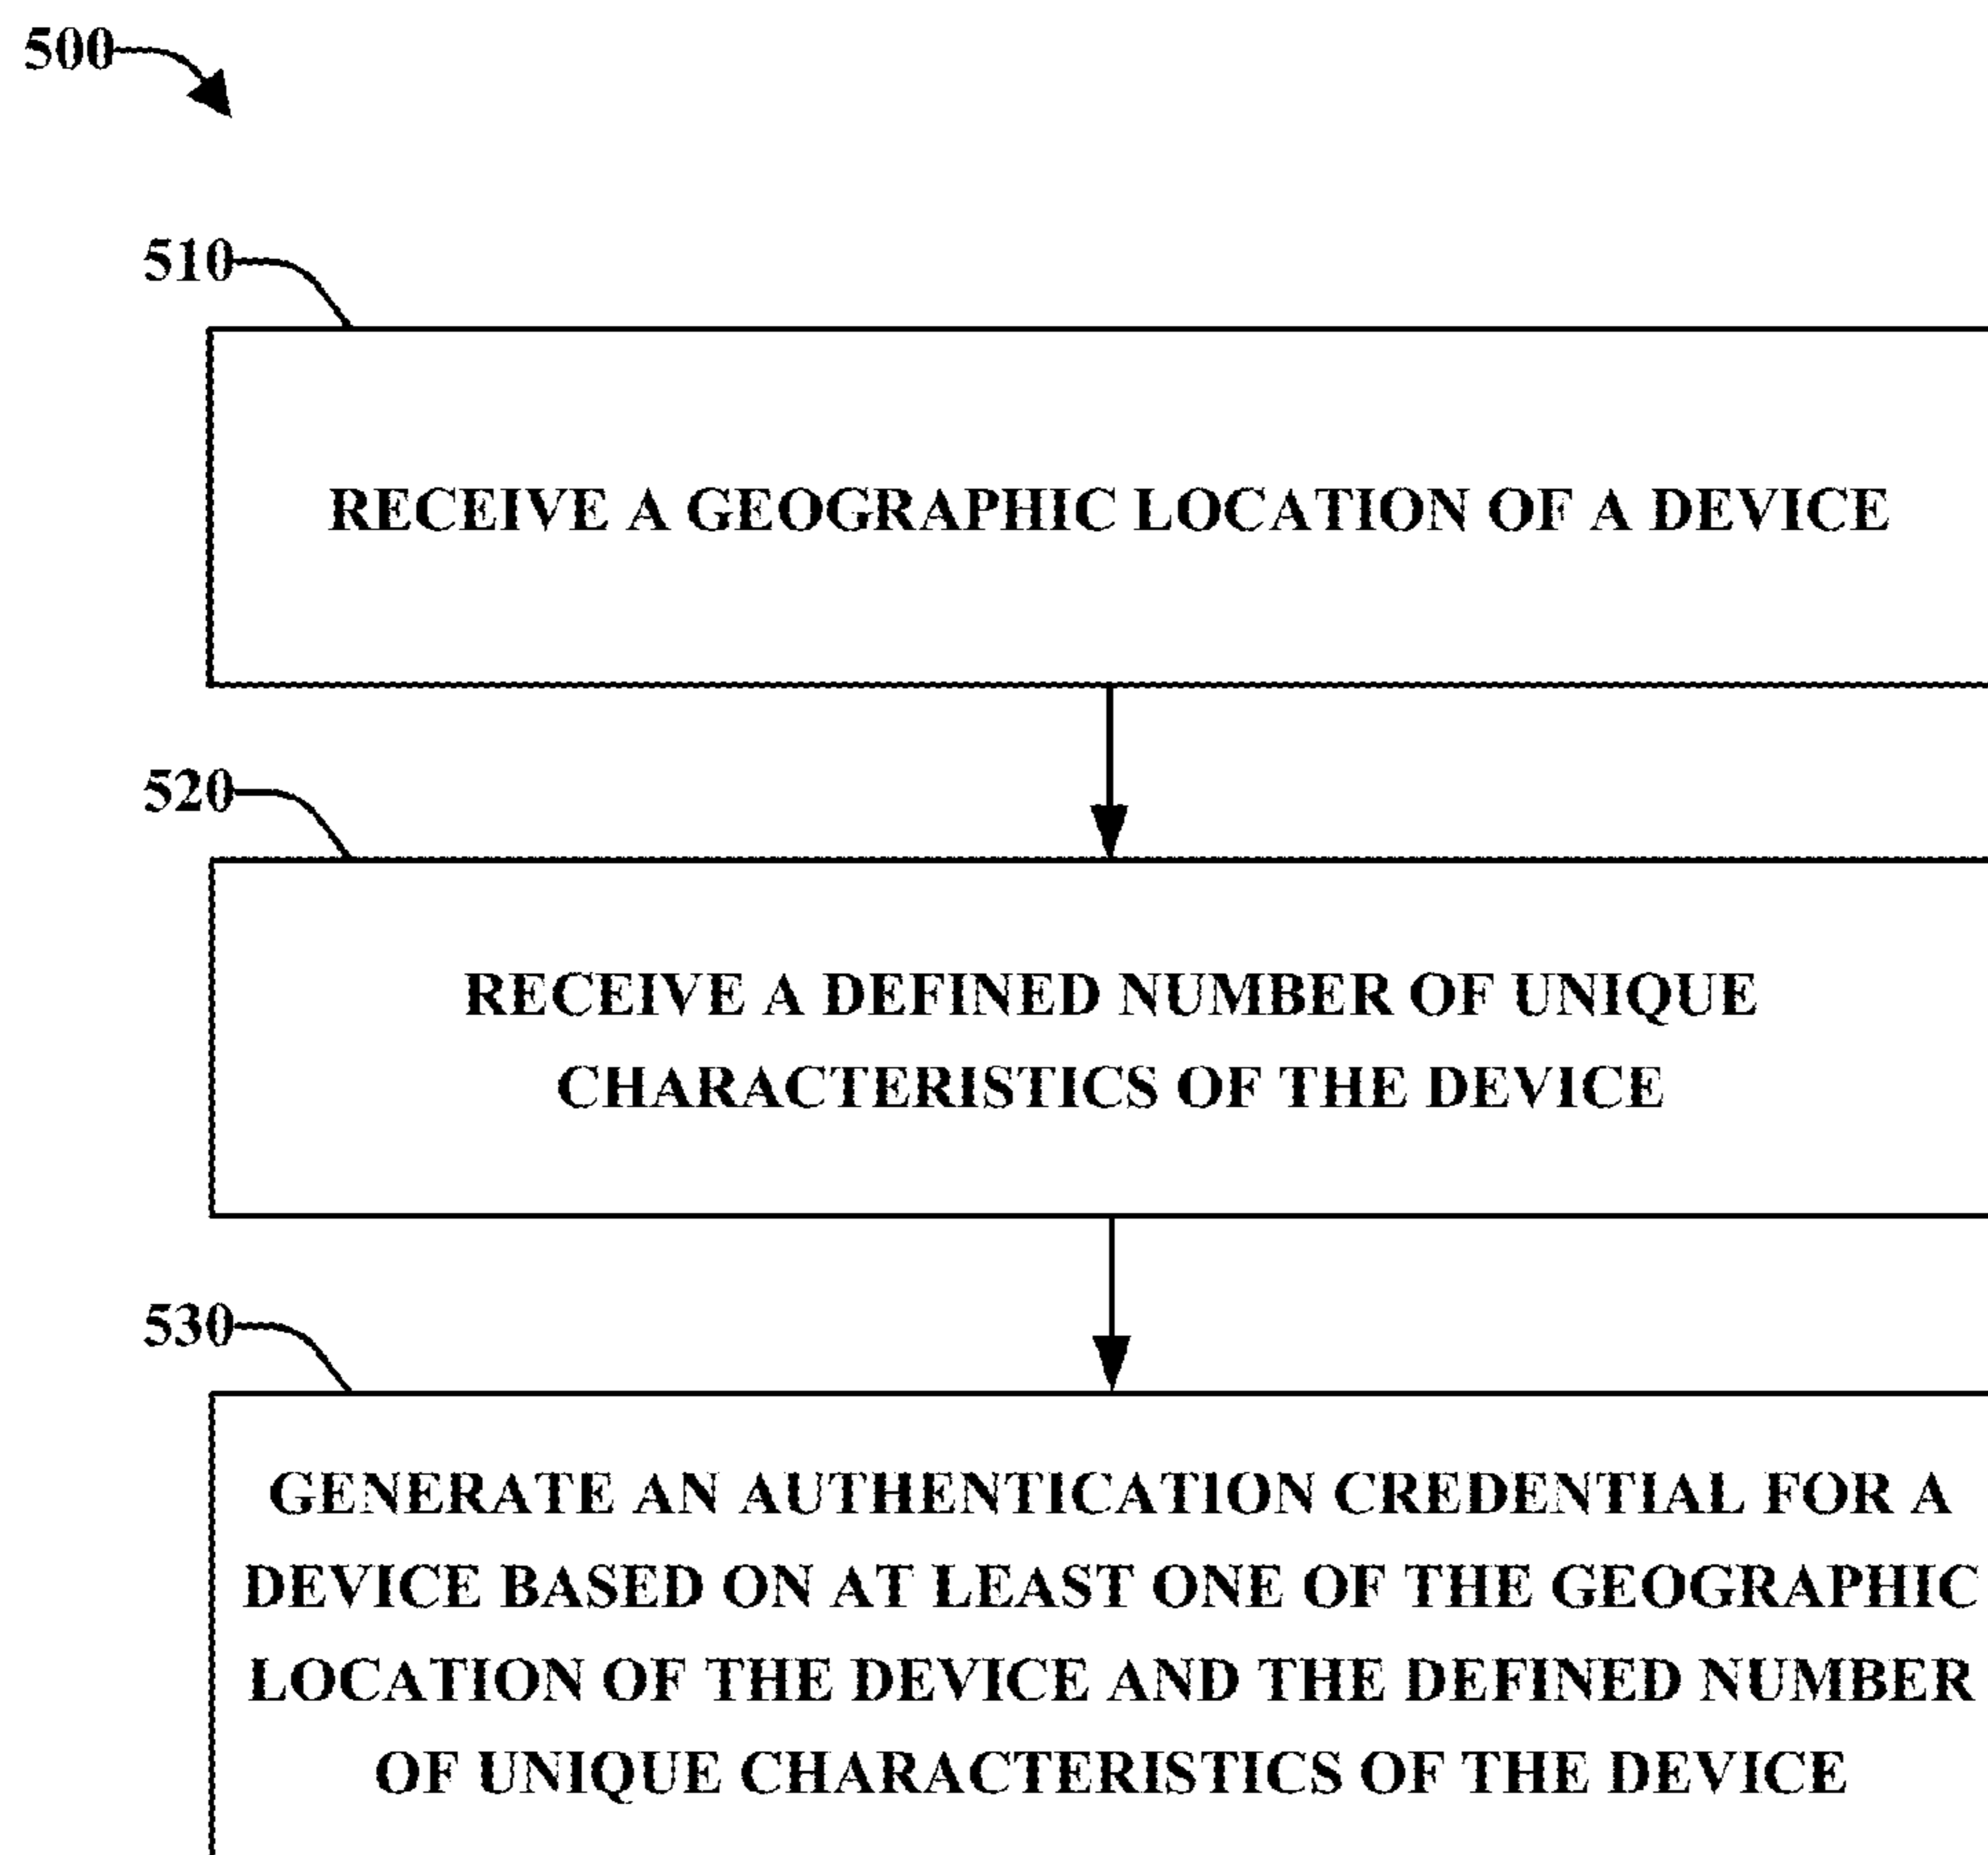 500
510
RECEIVE A GEOGRAPHIC LOCATION OF A DEVICE
520
RECEIVE A DEFINED NUMBER OF UNIQUE
CHARACTERISTICS OF THE DEVICE
530
GENERATE AN AUTHENTICATION CREDENTIAL FOR A
DEVICE BASED ON AT LEAST ONE OF THE GEOGRAPHIC
LOCATION OF THE DEVICE AND THE DEFINED NUMBER
OF UNIQUE CHARACTERISTICS OF THE DEVICE